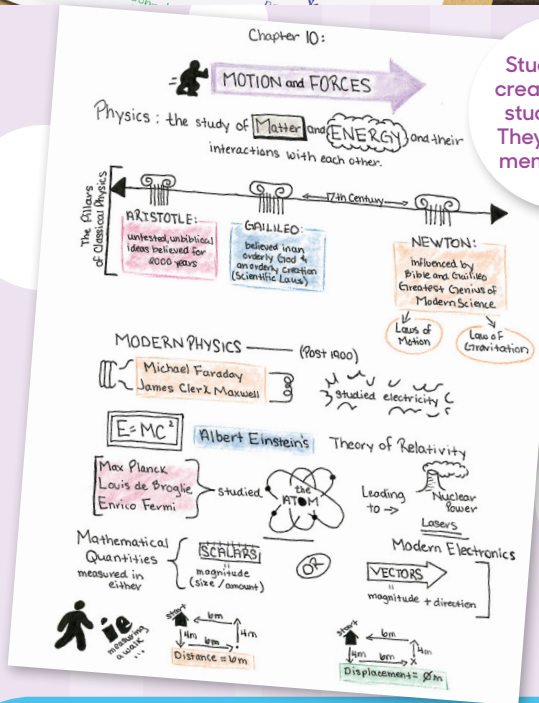 Chapter 10:
MOTION and FORCES
Physics: the study of Matter and ENERGY and their
interactions with each other.
The Pillars
of Classical Physics
17th Century
ARISTOTLE:
untested, unbiblical
ideas believed for
2000 years
GALILEO:
believed in an
orderly God &
an orderly creation
(Scientific Laws)
NEWTON:
influenced by
Bible and Galileo
Greatest Genius of
Modern Science
Laws of
Motion
Law of
Gravitation
MODERN PHYSICS — (Post 1900)
Michael Faraday
James Clerk Maxwell
studied electricity
E=MC²
Albert Einstein's Theory of Relativity
Max Planck
Louis de Broglie
Enrico Fermi
studied
the
ATOM
Leading
to →
Nuclear
Power
Lasers
Modern Electronics
Mathematical
Quantities
measured in
either
SCALARS
=
magnitude
(size/amount)
OR
VECTORS
=
magnitude + direction
ie
measuring
a walk
...
start
6m
4m
4m
6m
Distance = 6m
start
6m
4m
4m
6m
x
Displacement = 0m
Stu
crea
stu
They
men